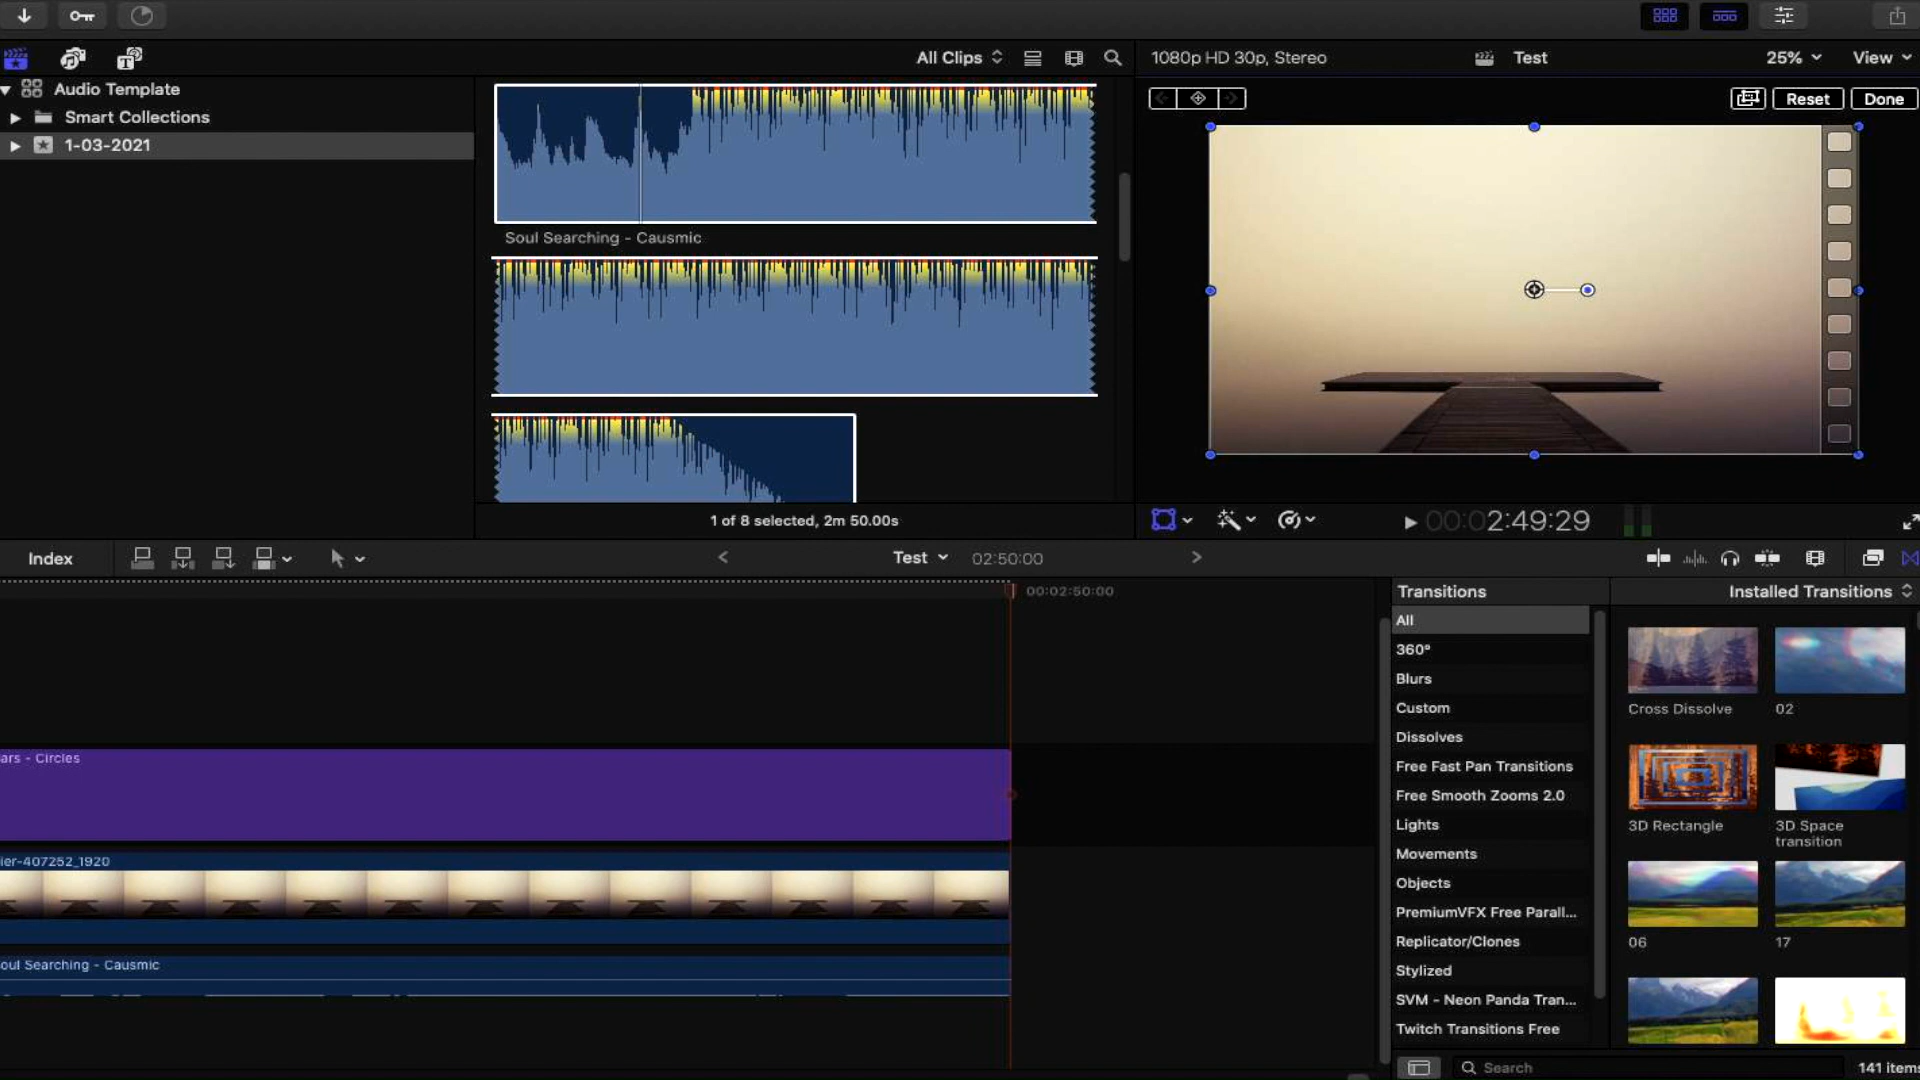 All Clips
1080p HD 30p, Stereo
Test
25%
View
Audio Template
Smart Collections
1-03-2021
Reset
Done
Soul Searching - Causmic
1 of 8 selected, 2m 50.00s
00:02:49:29
Index
Test
02:50:00
00:02:50:00
Transitions
Installed Transitions
All
360°
Blurs
Custom
Dissolves
Free Fast Pan Transitions
Free Smooth Zooms 2.0
Lights
Movements
Objects
PremiumVFX Free Parall...
Replicator/Clones
Stylized
SVM - Neon Panda Tran...
Twitch Transitions Free
Cross Dissolve
02
3D Rectangle
3D Space
transition
06
17
ars - Circles
ier-407252_1920
oul Searching - Causmic
Search
141 items